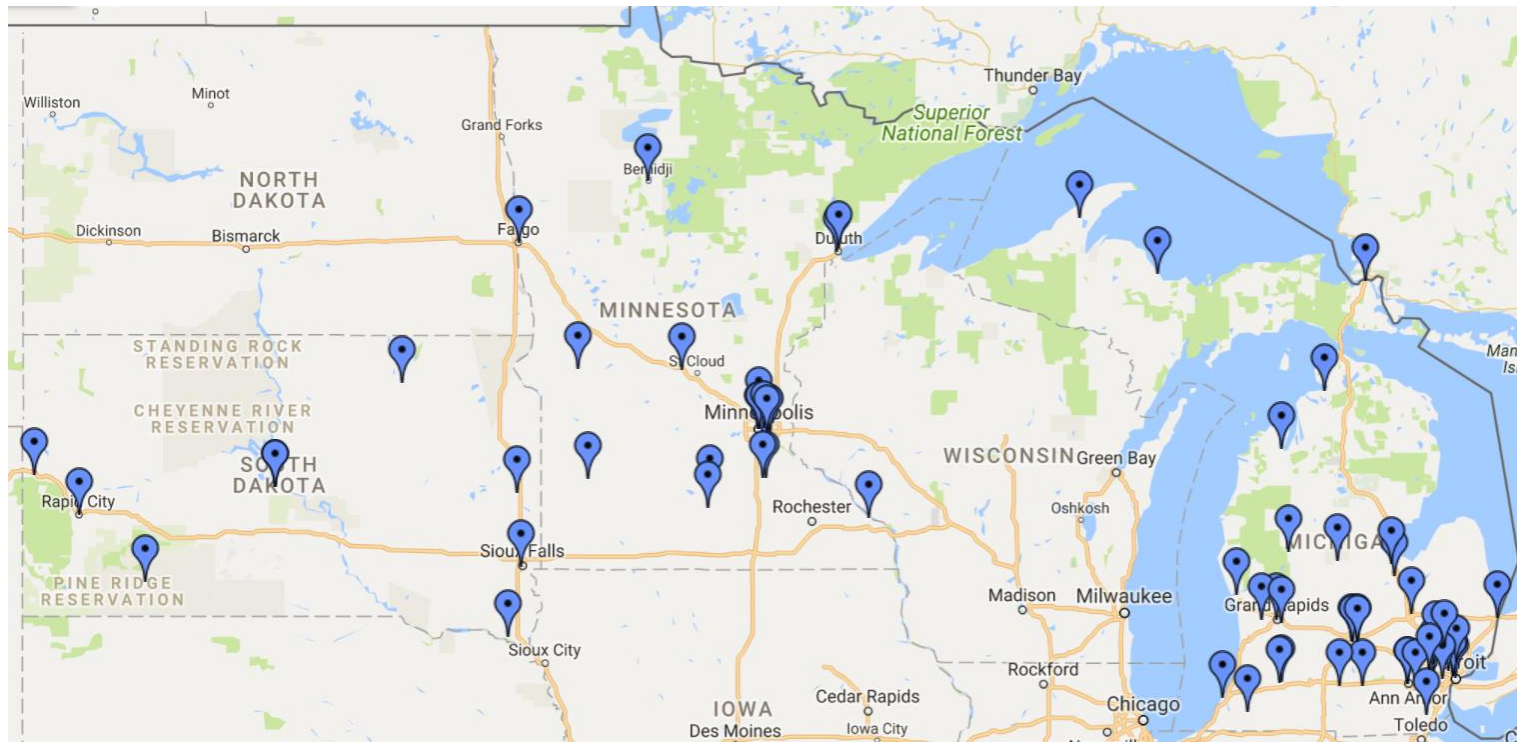 Thunder Bay
Williston
Minot
Superior
National Forest
Grand Forks
Bemidji
NORTH
DAKOTA
Dickinson
Bismarck
Fargo
Duluth
MINNESOTA
STANDING ROCK
RESERVATION
St Cloud
CHEYENNE RIVER
RESERVATION
Minneapolis
SOUTH
DAKOTA
WISCONSIN
Green Bay
Rapid City
Rochester
Oshkosh
MICHIGA
Sioux Falls
PINE RIDGE
RESERVATION
Madison
Milwaukee
Grand Rapids
Sioux City
Rockford
Detroit
Ann Arbor
Cedar Rapids
Chicago
IOWA
Des Moines
Iowa City
Toledo